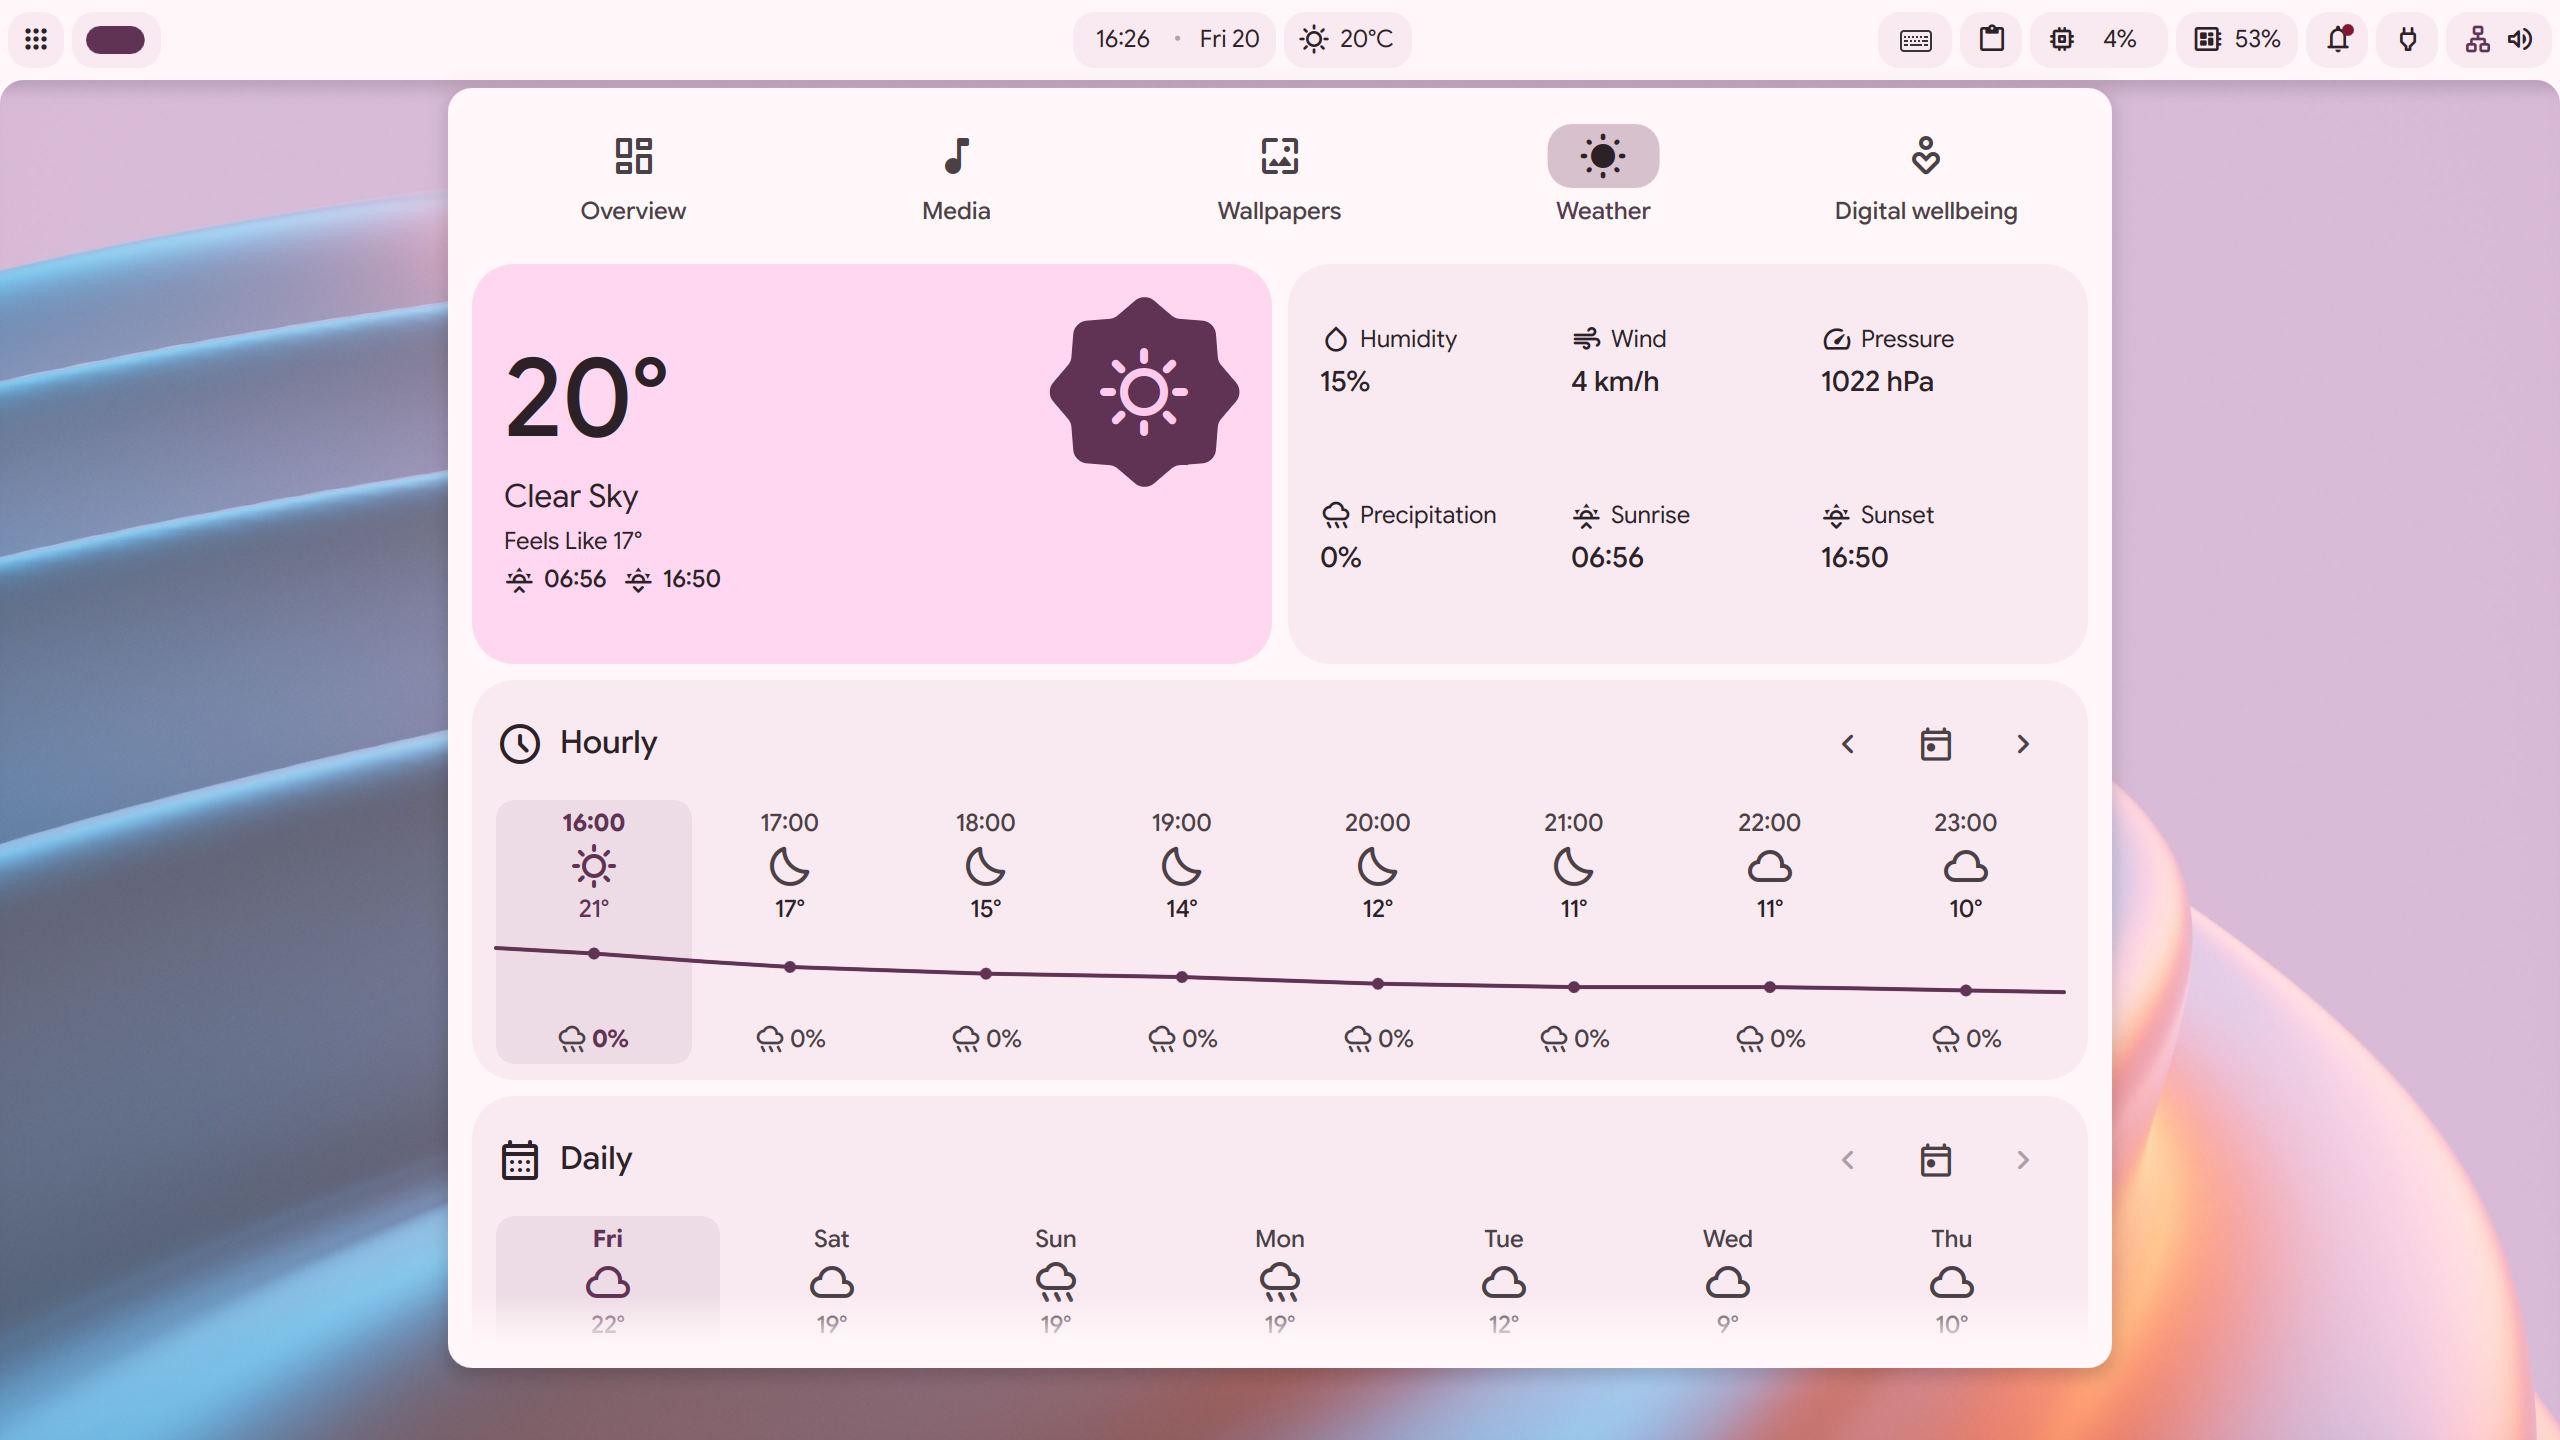 16:26 • Fri 20 20°C 4% 53%
Overview Media Wallpapers Weather Digital wellbeing
20°
Clear Sky
Feels Like 17°
06:56 16:50
Humidity Wind Pressure
15% 4 km/h 1022 hPa
Precipitation Sunrise Sunset
0% 06:56 16:50
Hourly
16:00 17:00 18:00 19:00 20:00 21:00 22:00 23:00
21° 17° 15° 14° 12° 11° 11° 10°
0% 0% 0% 0% 0% 0% 0% 0%
Daily
Fri Sat Sun Mon Tue Wed Thu
22° 19° 19° 19° 12° 9° 10°